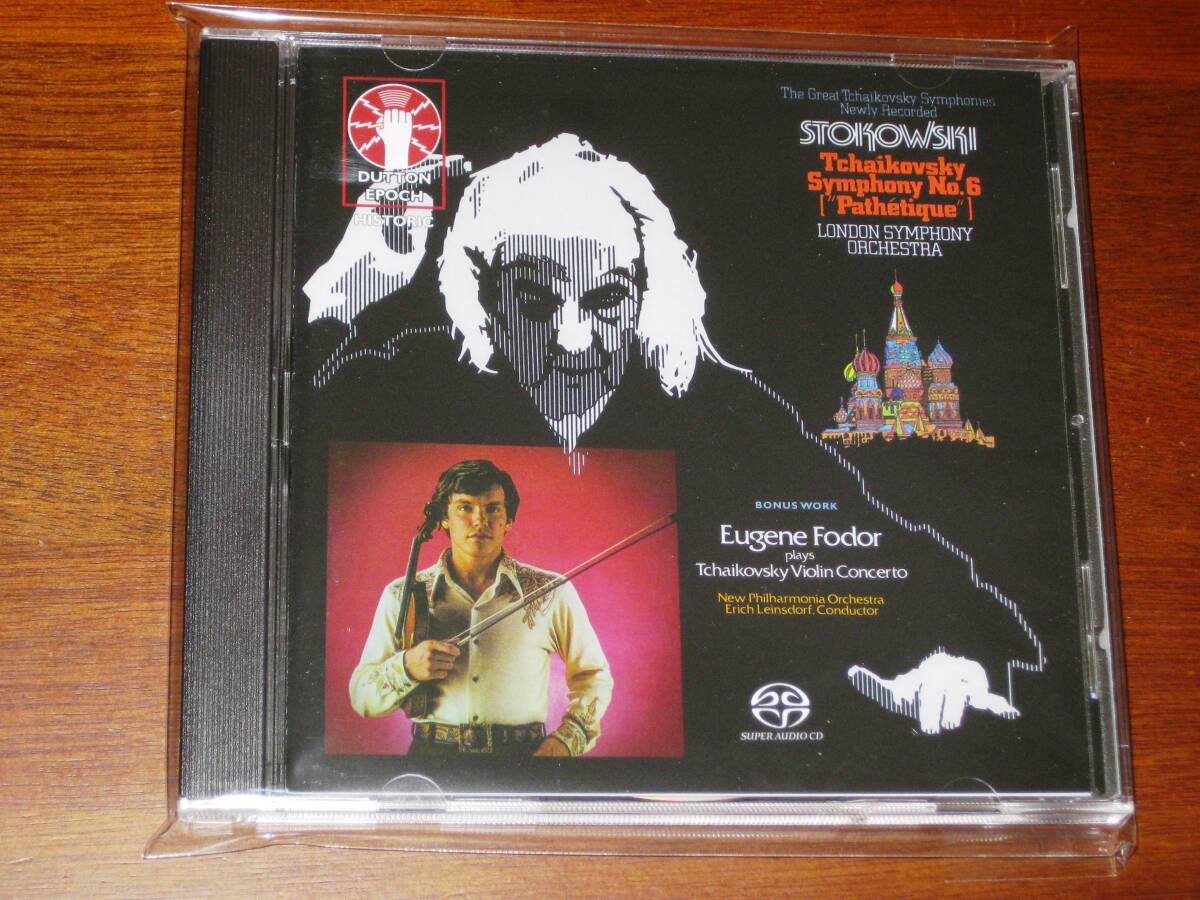 DUTTON
EPOCH
HISTORIC
The Great Tchaikovsky Symphonies
Newly Recorded
STOKOWSKI
Tchaikovsky
Symphony No. 6
("Pathétique")
LONDON SYMPHONY
ORCHESTRA
BONUS WORK
Eugene Fodor
plays
Tchaikovsky Violin Concerto
New Philharmonia Orchestra
Erich Leinsdorf, Conductor
SUPER AUDIO CD